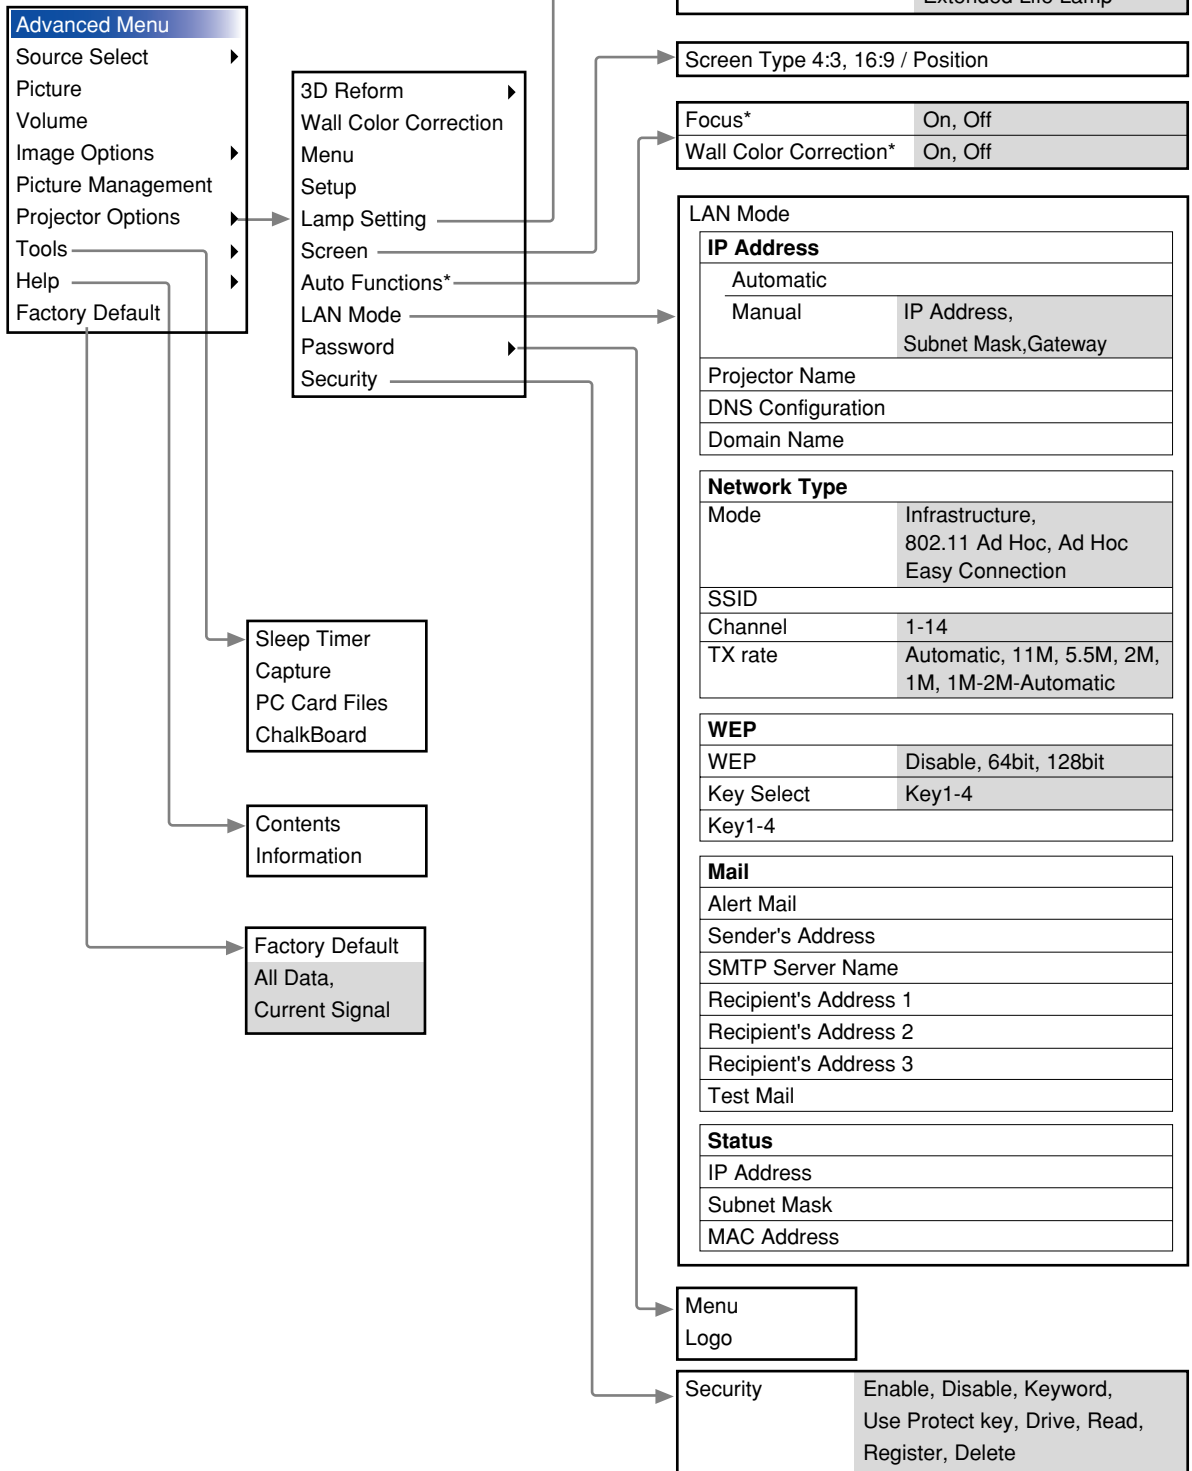 Advanced Menu
Source Select
Picture
Volume
Image Options
Picture Management
Projector Options
Tools
Help
Factory Default
3D Reform
Wall Color Correction
Menu
Setup
Lamp Setting
Screen
Auto Functions*
LAN Mode
Password
Security
Sleep Timer
Capture
PC Card Files
ChalkBoard
Contents
Information
Factory Default
All Data,
Current Signal
Extended Life Lamp
Screen Type 4:3, 16:9 / Position
Focus* On, Off
Wall Color Correction* On, Off
LAN Mode
IP Address
Automatic
Manual IP Address,
Subnet Mask,Gateway
Projector Name
DNS Configuration
Domain Name
Network Type
Mode Infrastructure,
802.11 Ad Hoc, Ad Hoc
Easy Connection
SSID
Channel 1-14
TX rate Automatic, 11M, 5.5M, 2M,
1M, 1M-2M-Automatic
WEP
WEP Disable, 64bit, 128bit
Key Select Key1-4
Key1-4
Mail
Alert Mail
Sender's Address
SMTP Server Name
Recipient's Address 1
Recipient's Address 2
Recipient's Address 3
Test Mail
Status
IP Address
Subnet Mask
MAC Address
Menu
Logo
Security Enable, Disable, Keyword,
Use Protect key, Drive, Read,
Register, Delete